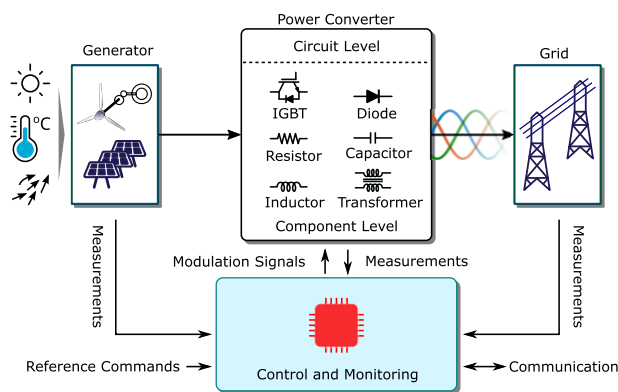 Power Converter
Generator
Circuit Level
Grid
°C
IGBT
Diode
Resistor
Capacitor
Inductor
Transformer
Component Level
Measurements
Modulation Signals
Measurements
Measurements
Reference Commands
Control and Monitoring
Communication